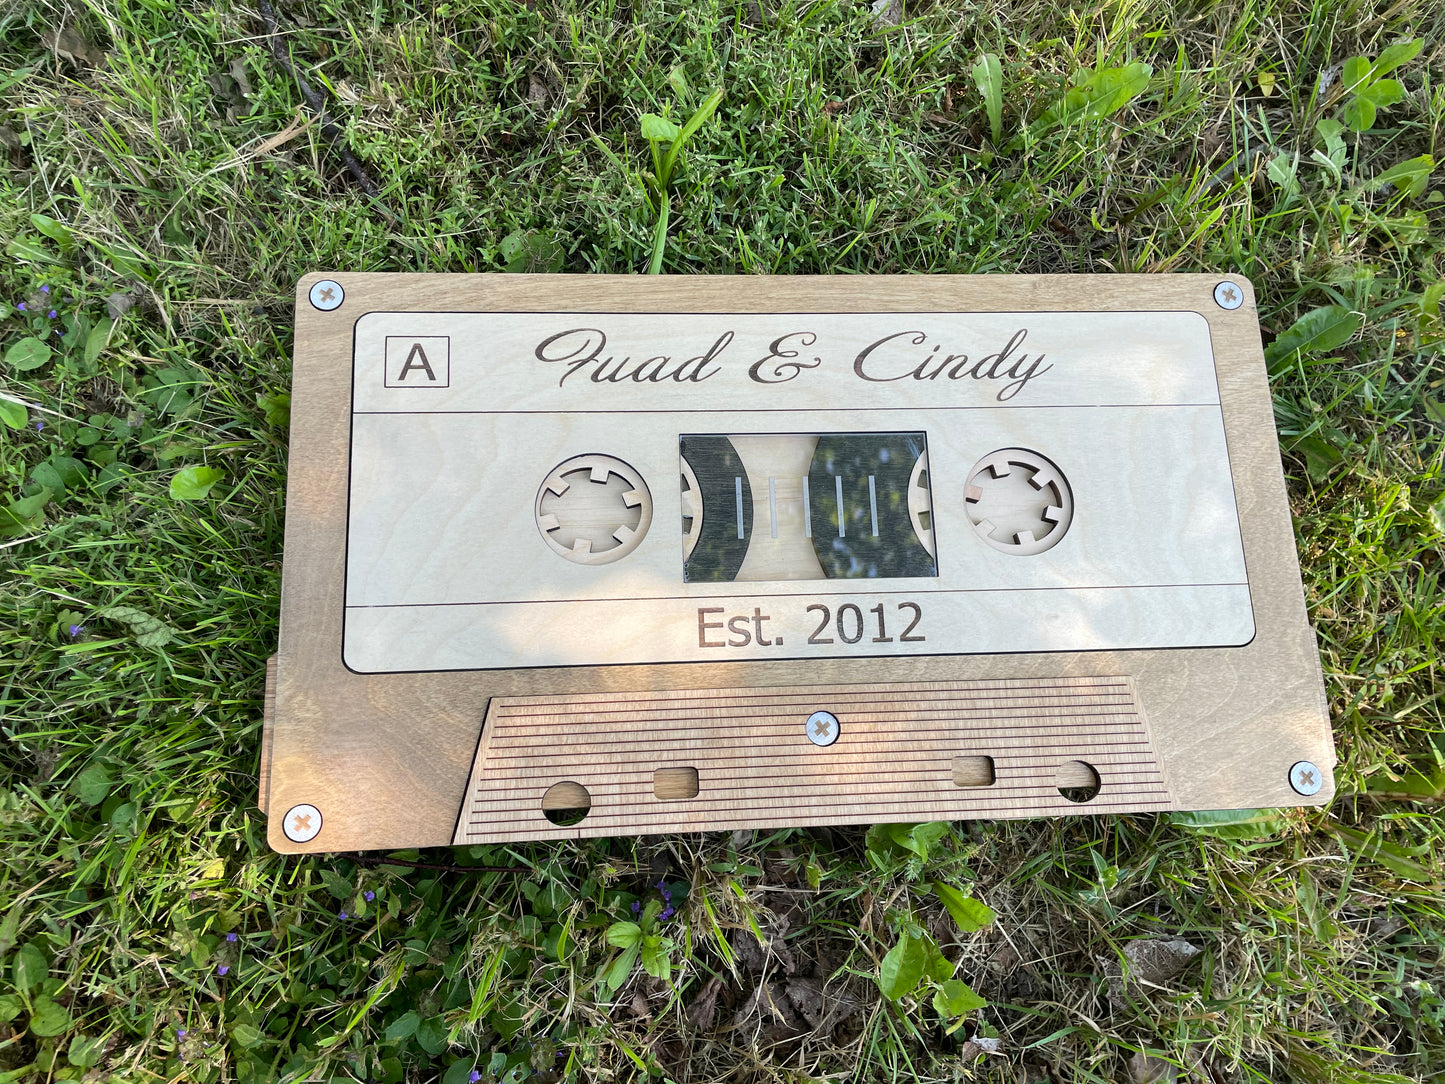 A
Fuad & Cindy
Est. 2012